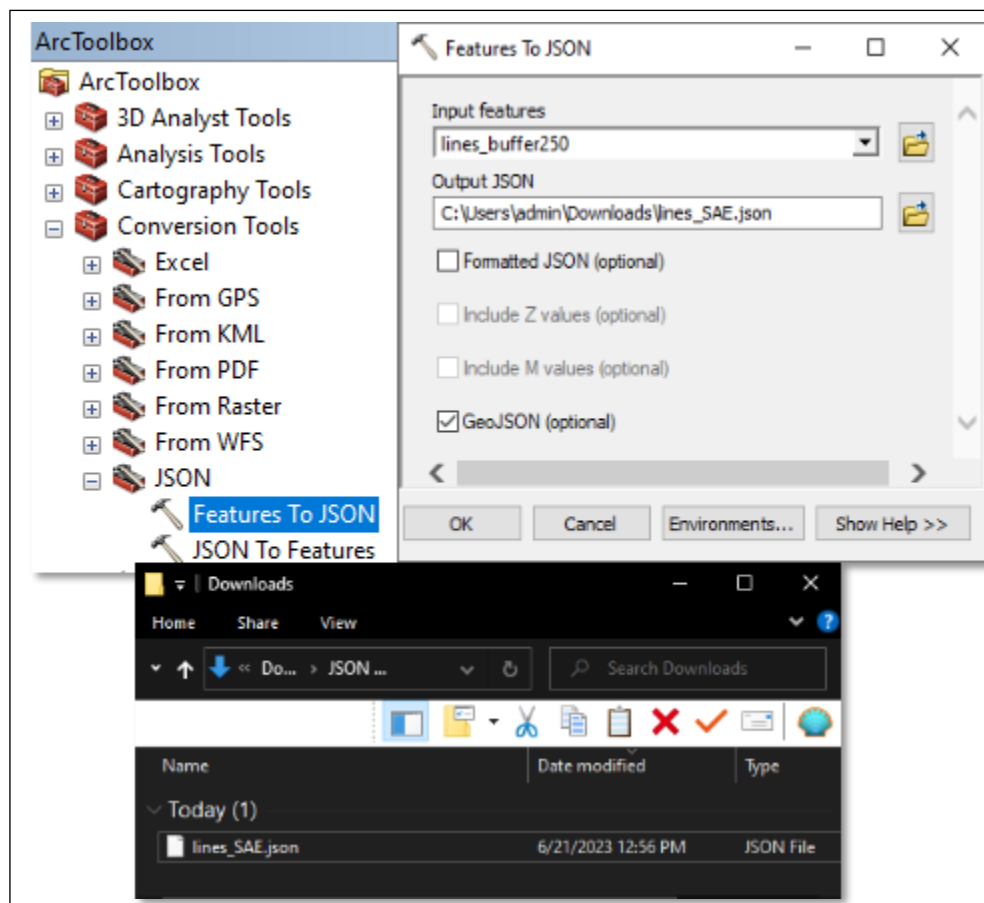 ArcToolbox
ArcToolbox
3D Analyst Tools
Analysis Tools
Cartography Tools
Conversion Tools
Excel
From GPS
From KML
From PDF
From Raster
From WFS
JSON
Features To JSON
JSON To Features
Features To JSON
Input features
lines_buffer250
Output JSON
C:\Users\admin\Downloads\lines_SAE.json
Formatted JSON (optional)
Include Z values (optional)
Include M values (optional)
GeoJSON (optional)
OK Cancel Environments... Show Help >>
Downloads
Home Share View
Do... JSON ... Search Downloads
Name Date modified Type
Today (1)
lines_SAE.json 6/21/2023 12:56 PM JSON File